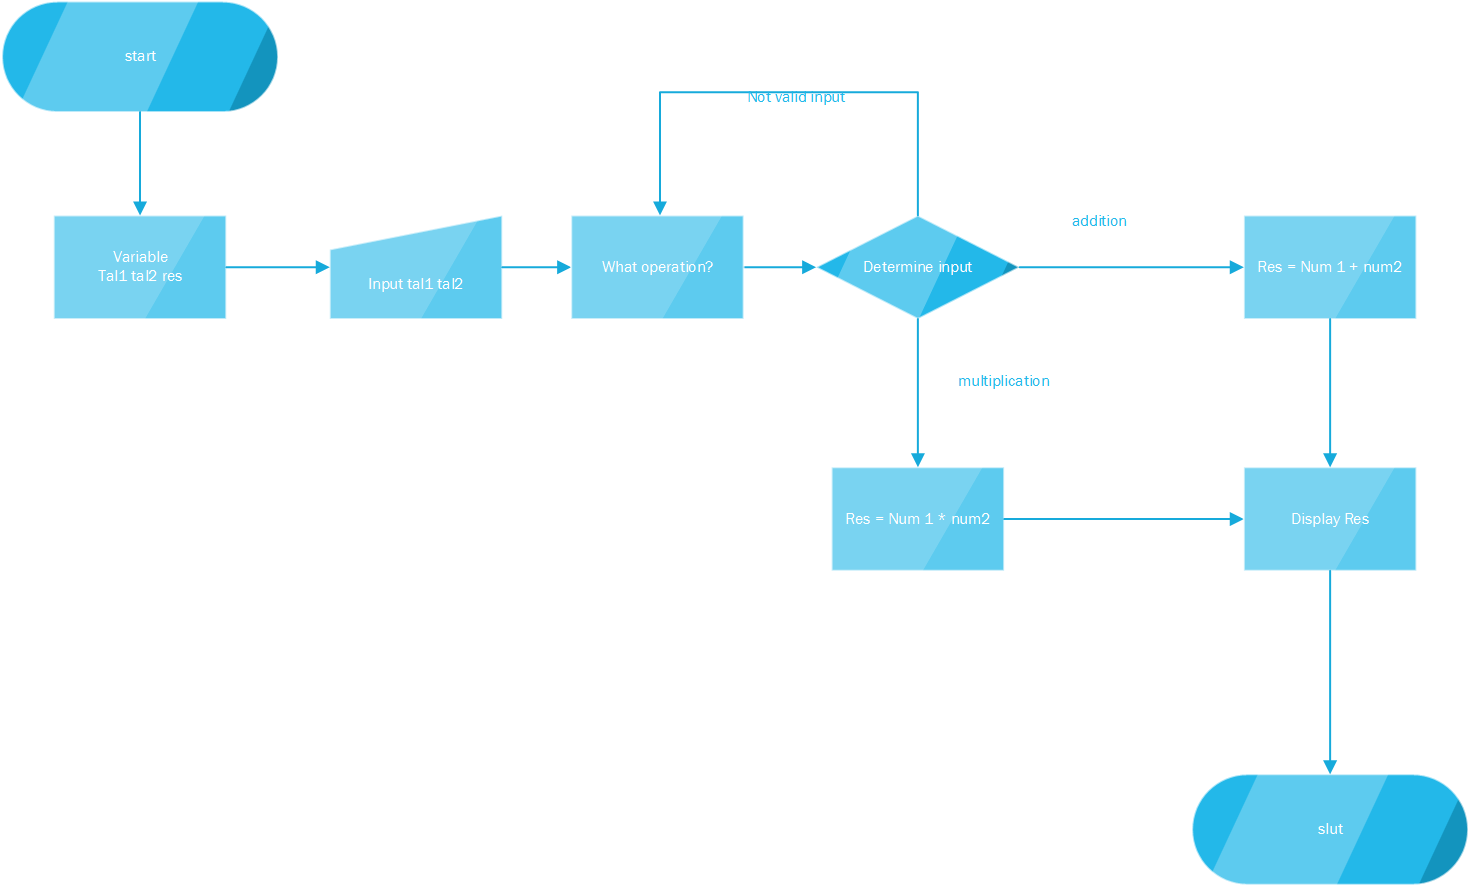 start
Not valid input
Variable
Tal1 tal2 res
Input tal1 tal2
What operation?
Determine input
addition
Res = Num 1 + num2
multiplication
Res = Num 1 * num2
Display Res
slut